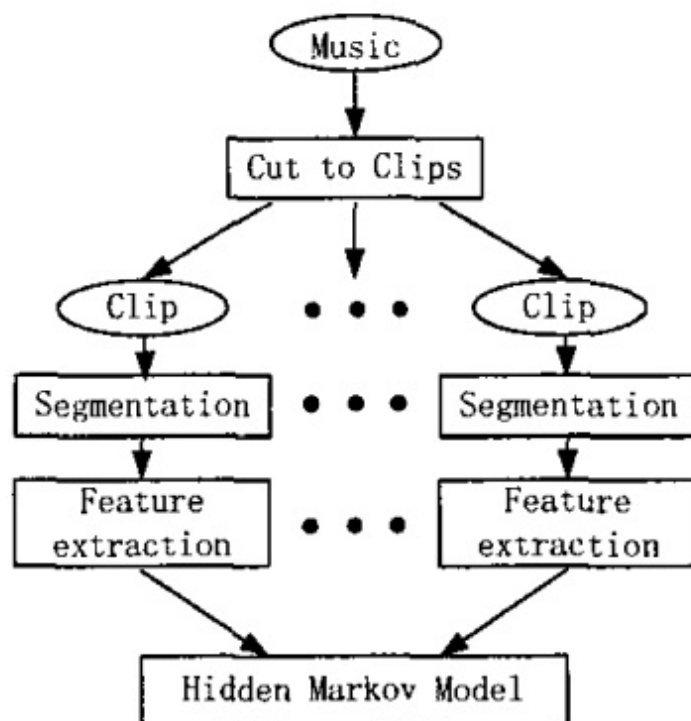 Music
Cut to Clips
Clip
Clip
Segmentation
Segmentation
Feature
extraction
Feature
extraction
Hidden Markov Model